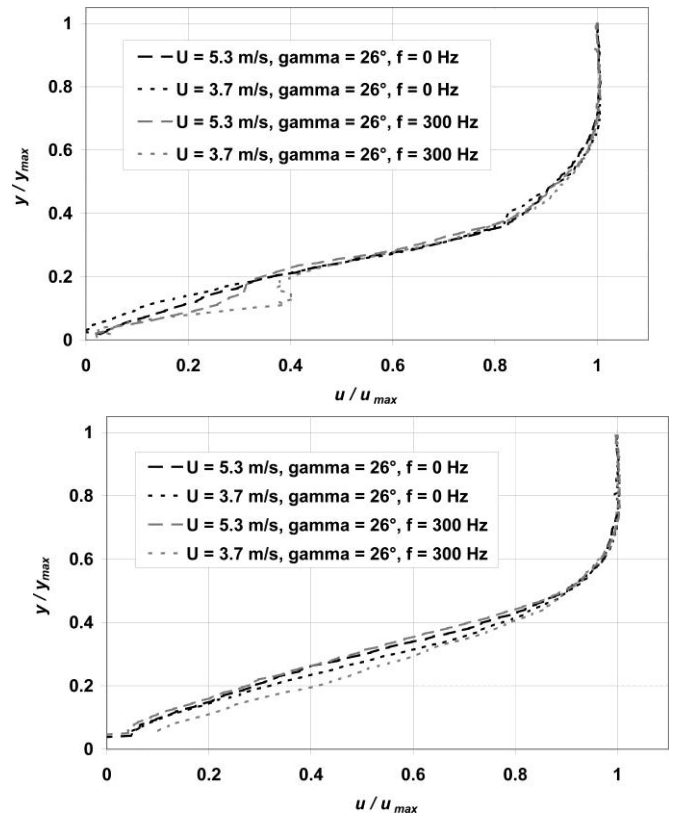 1
0.8
0.6
0.4
0.2
0
y / y max
U = 5.3 m/s, gamma = 26°, f = 0 Hz
U = 3.7 m/s, gamma = 26°, f = 0 Hz
U = 5.3 m/s, gamma = 26°, f = 300 Hz
U = 3.7 m/s, gamma = 26°, f = 300 Hz
0 0.2 0.4 0.6 0.8 1
u / u max
1
0.8
0.6
0.4
0.2
0
y / y max
U = 5.3 m/s, gamma = 26°, f = 0 Hz
U = 3.7 m/s, gamma = 26°, f = 0 Hz
U = 5.3 m/s, gamma = 26°, f = 300 Hz
U = 3.7 m/s, gamma = 26°, f = 300 Hz
0 0.2 0.4 0.6 0.8 1
u / u max